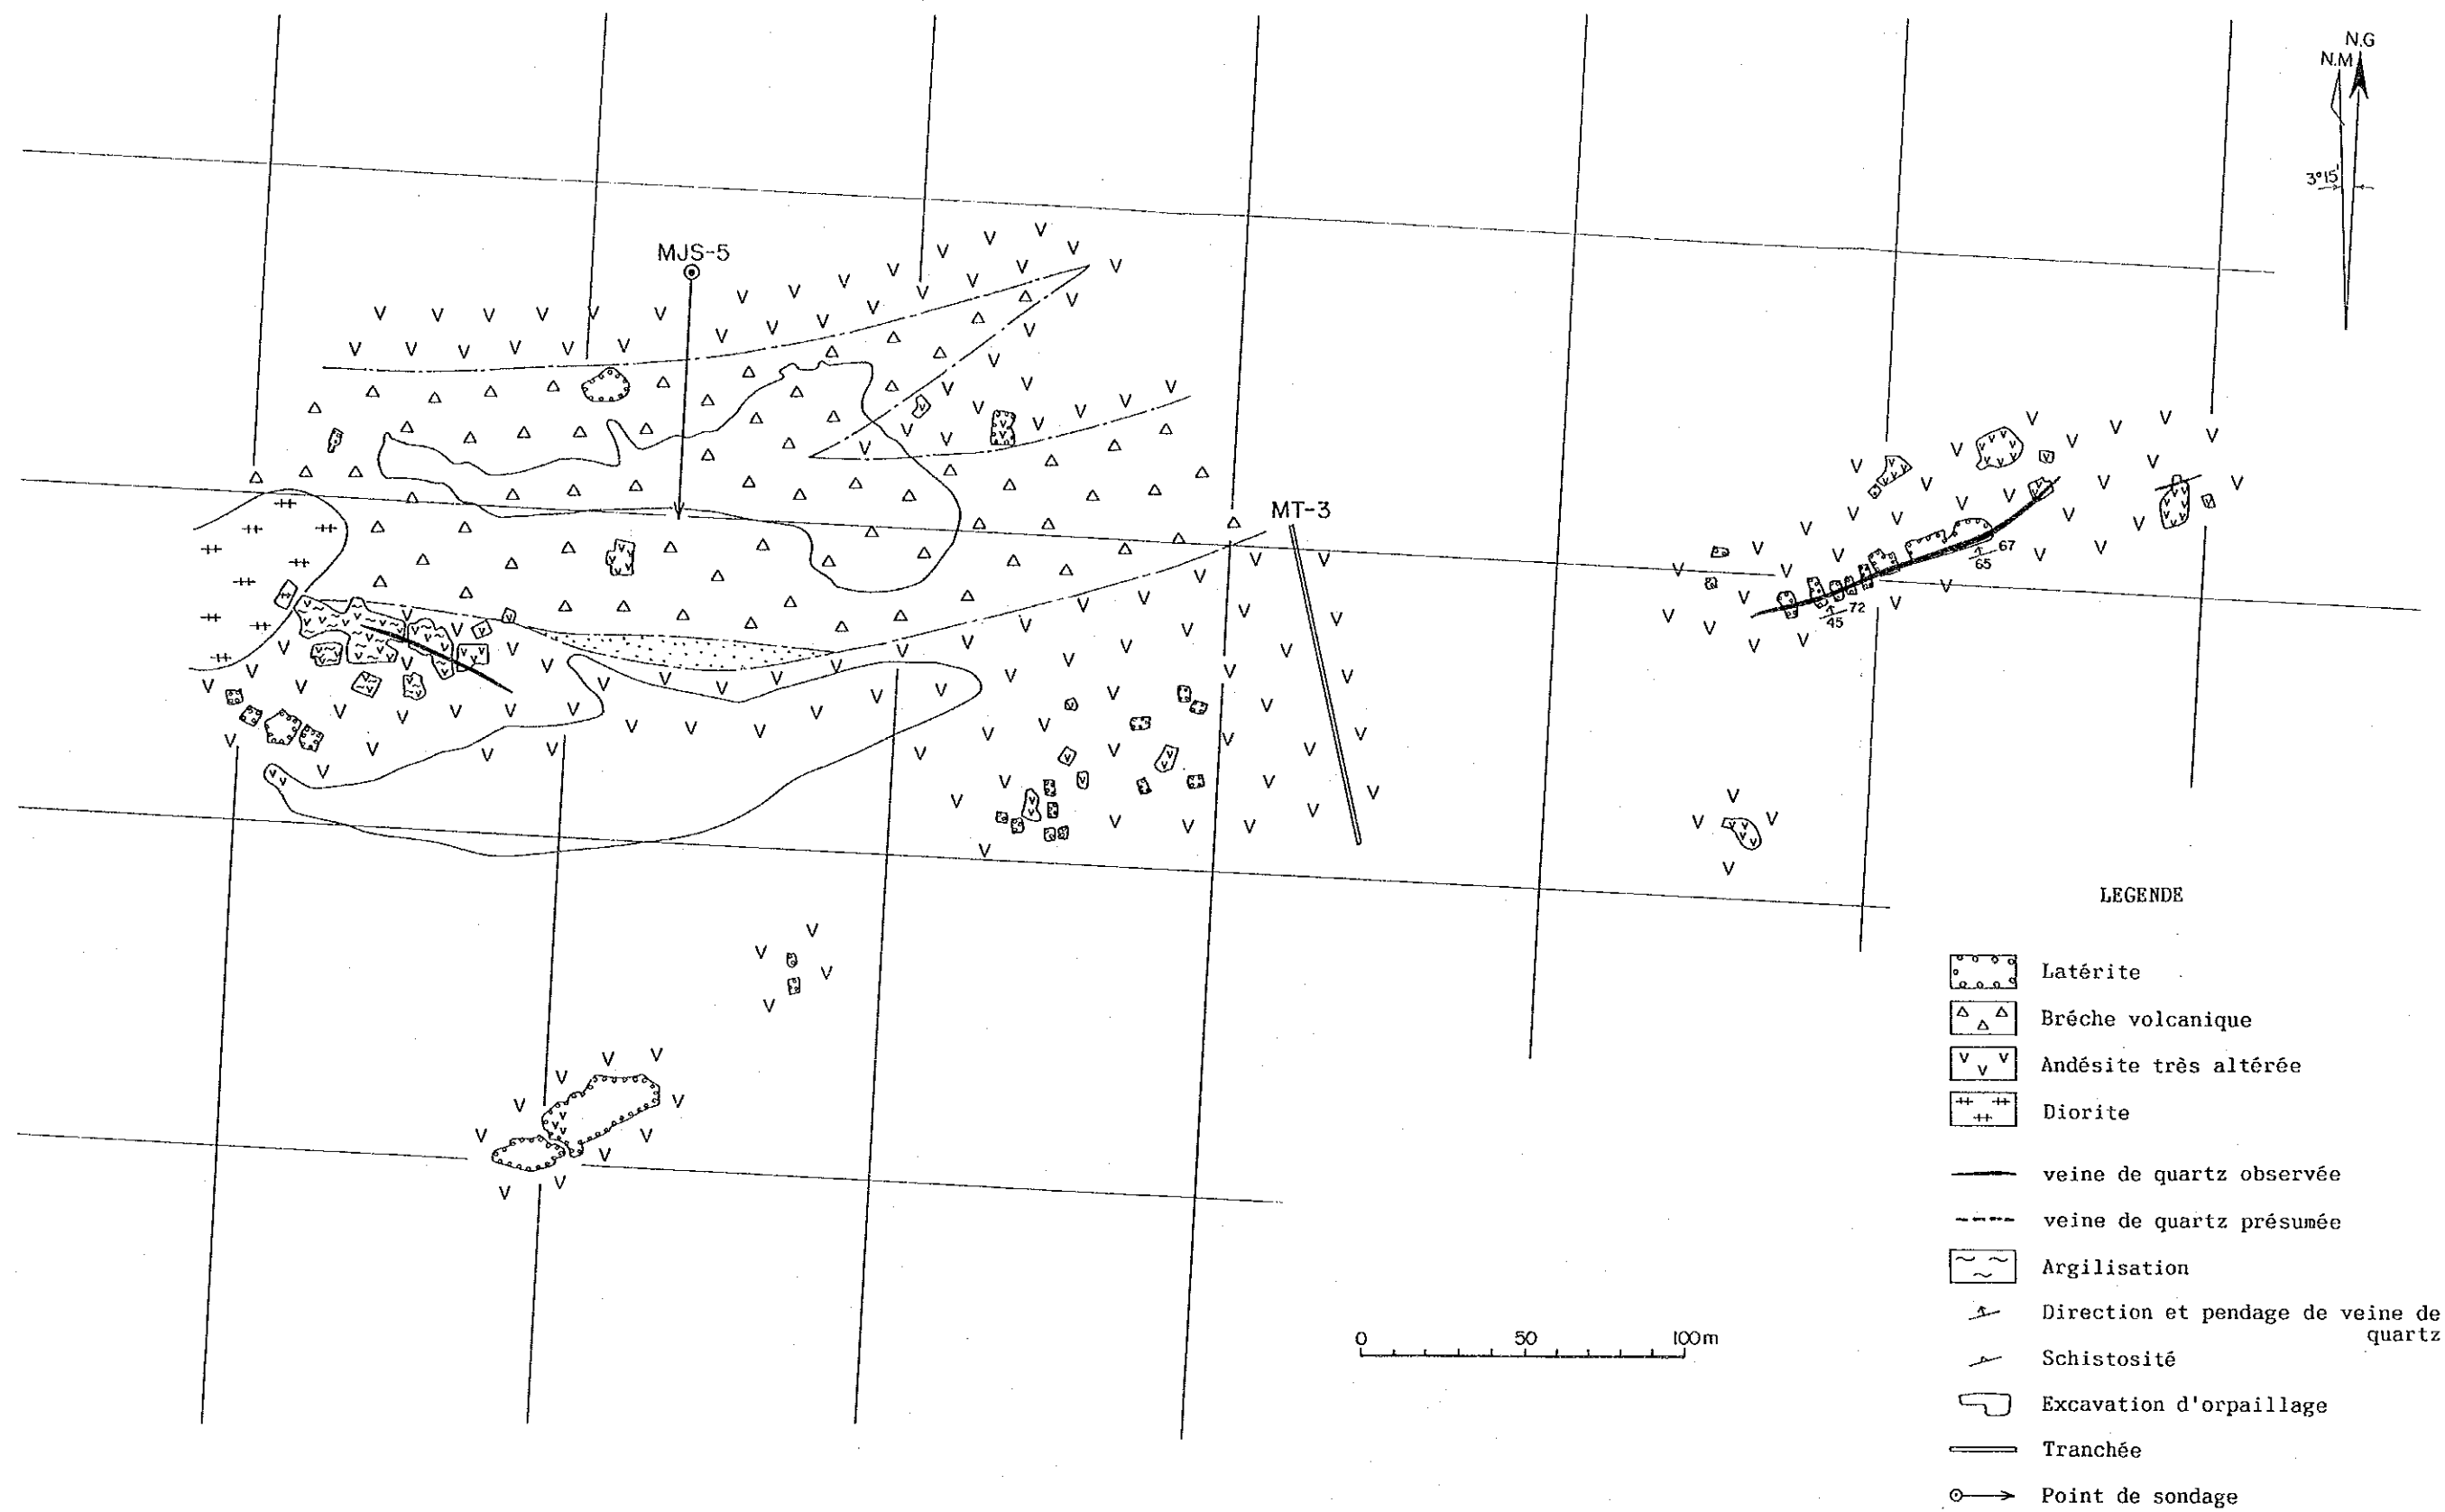 N.G
N.M
3°15'
MJS-5
MT-3
67
65
72
45
LEGENDE
Latérite
Bréche volcanique
Andésite très altérée
Diorite
veine de quartz observée
veine de quartz présumée
Argilisation
Direction et pendage de veine de
quartz
Schistosité
Excavation d'orpaillage
Tranchée
Point de sondage
0 50 100m